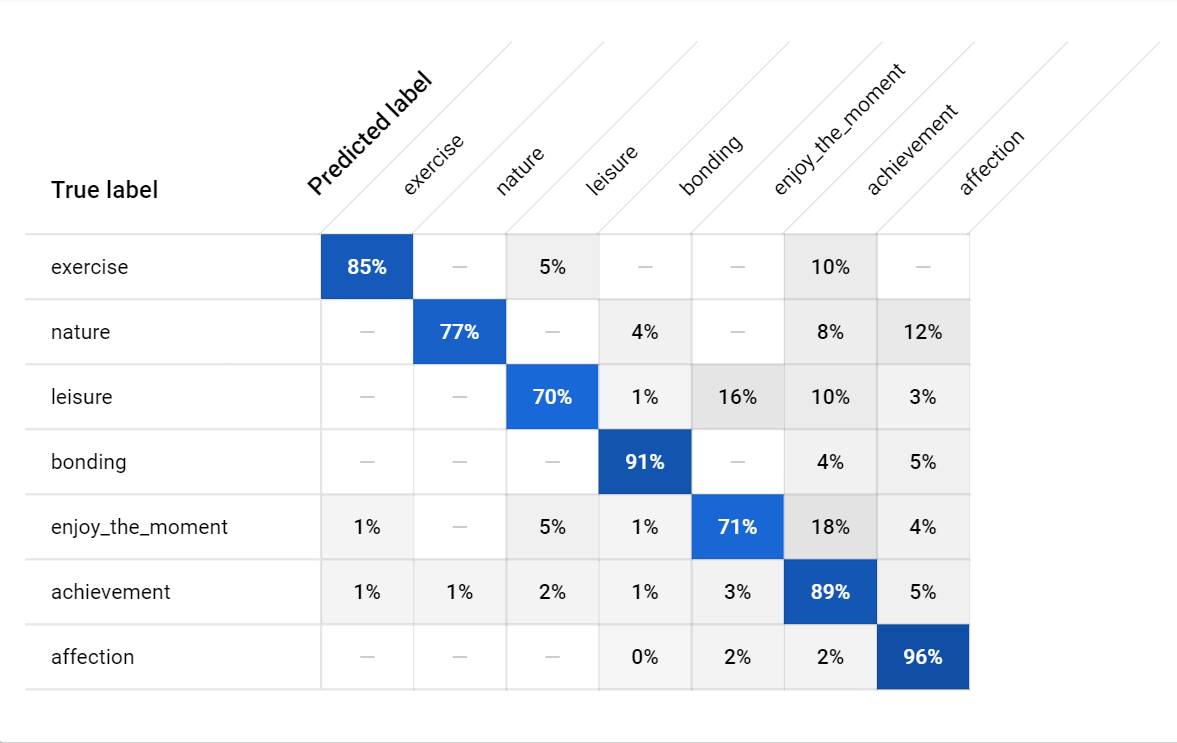 True label
Predicted label
exercise
nature
leisure
bonding
enjoy_the_moment
achievement
affection
exercise 85% — 5% — — 10% —
nature — 77% — 4% — 8% 12%
leisure — — 70% 1% 16% 10% 3%
bonding — — — 91% — 4% 5%
enjoy_the_moment 1% — 5% 1% 71% 18% 4%
achievement 1% 1% 2% 1% 3% 89% 5%
affection — — — 0% 2% 2% 96%